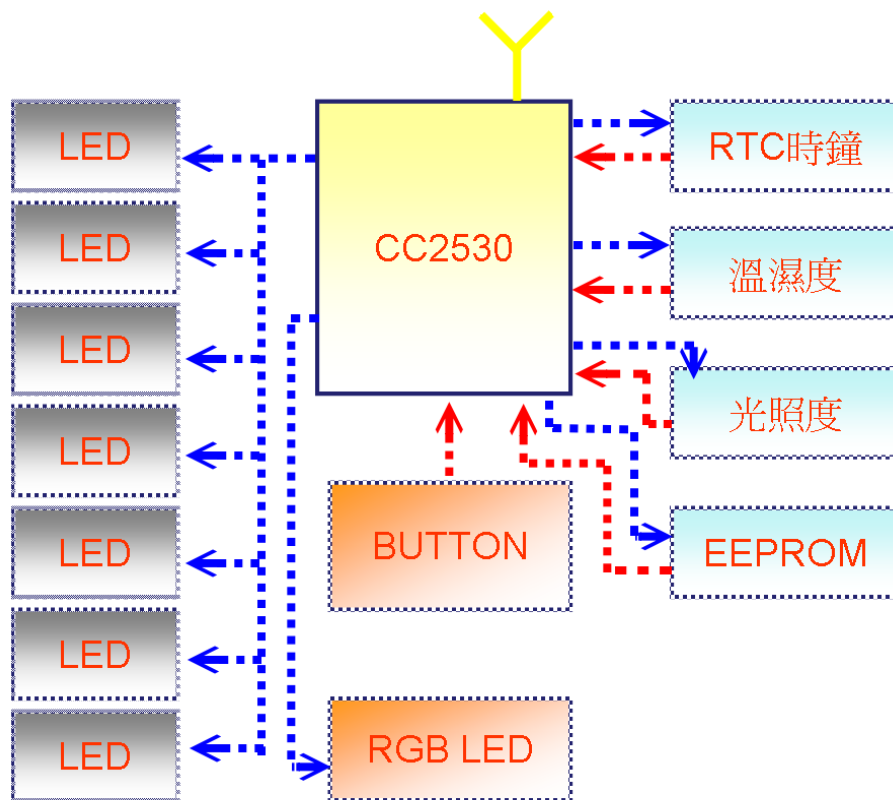 LED
LED
LED
LED
LED
LED
LED
CC2530
BUTTON
RGB LED
RTC時鐘
溫濕度
光照度
EEPROM